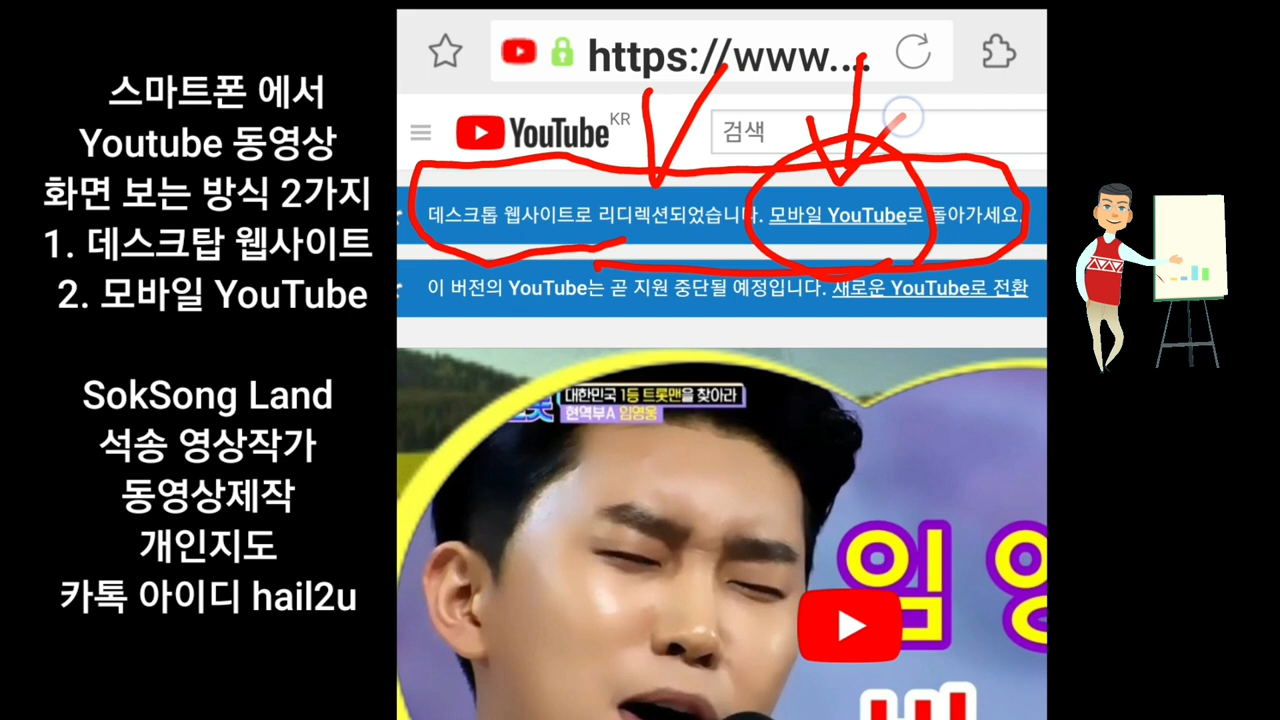 스마트폰 에서
Youtube 동영상
화면 보는 방식 2가지
1. 데스크탑 웹사이트
2. 모바일 YouTube
SokSong Land
석송 영상작가
동영상제작
개인지도
카톡 아이디 hail2u
https://www....
YouTube KR
검색
데스크톱 웹사이트로 리디렉션되었습니다. 모바일 YouTube로 돌아가세요.
이 버전의 YouTube는 곧 지원 중단될 예정입니다. 새로운 YouTube로 전환
대한민국 1등 트롯맨을 찾아라
현역부A 임영웅
임